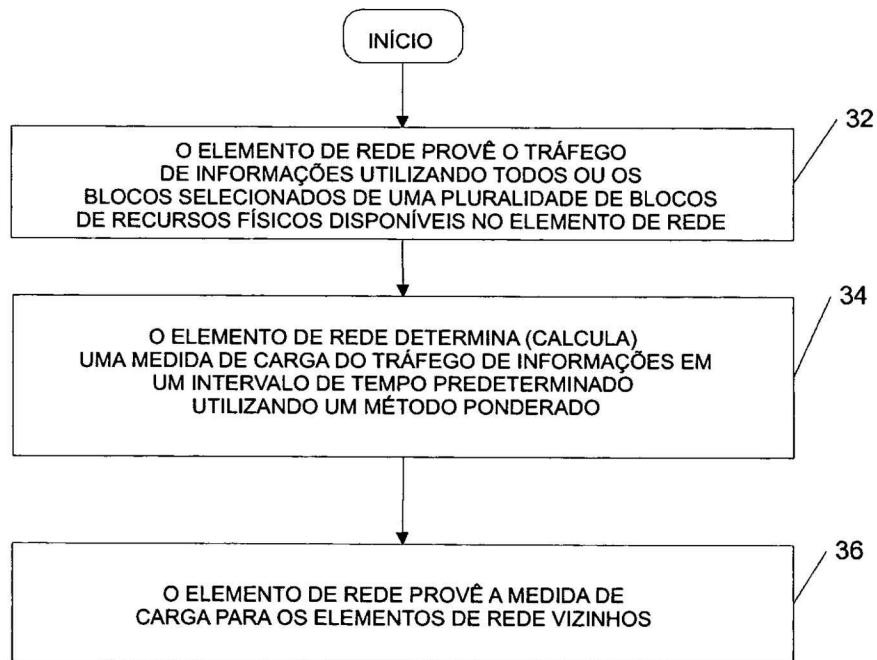 INÍCIO
32
O ELEMENTO DE REDE PROVÊ O TRÁFEGO
DE INFORMAÇÕES UTILIZANDO TODOS OU OS
BLOCOS SELECIONADOS DE UMA PLURALIDADE DE BLOCOS
DE RECURSOS FÍSICOS DISPONÍVEIS NO ELEMENTO DE REDE
34
O ELEMENTO DE REDE DETERMINA (CALCULA)
UMA MEDIDA DE CARGA DO TRÁFEGO DE INFORMAÇÕES EM
UM INTERVALO DE TEMPO PREDETERMINADO
UTILIZANDO UM MÉTODO PONDERADO
36
O ELEMENTO DE REDE PROVÊ A MEDIDA DE
CARGA PARA OS ELEMENTOS DE REDE VIZINHOS